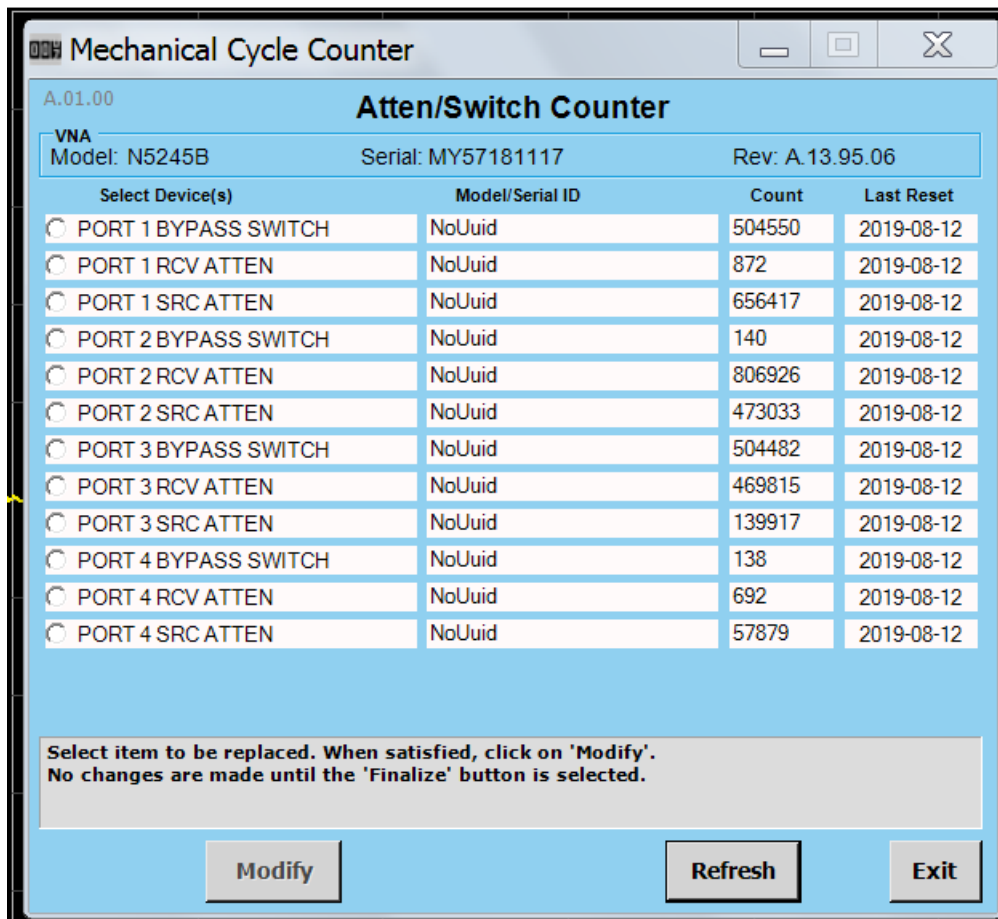 Mechanical Cycle Counter
A.01.00
Atten/Switch Counter
VNA
Model: N5245B Serial: MY57181117 Rev: A.13.95.06
Select Device(s) Model/Serial ID Count Last Reset
PORT 1 BYPASS SWITCH NoUuid 504550 2019-08-12
PORT 1 RCV ATTEN NoUuid 872 2019-08-12
PORT 1 SRC ATTEN NoUuid 656417 2019-08-12
PORT 2 BYPASS SWITCH NoUuid 140 2019-08-12
PORT 2 RCV ATTEN NoUuid 806926 2019-08-12
PORT 2 SRC ATTEN NoUuid 473033 2019-08-12
PORT 3 BYPASS SWITCH NoUuid 504482 2019-08-12
PORT 3 RCV ATTEN NoUuid 469815 2019-08-12
PORT 3 SRC ATTEN NoUuid 139917 2019-08-12
PORT 4 BYPASS SWITCH NoUuid 138 2019-08-12
PORT 4 RCV ATTEN NoUuid 692 2019-08-12
PORT 4 SRC ATTEN NoUuid 57879 2019-08-12
Select item to be replaced. When satisfied, click on 'Modify'.
No changes are made until the 'Finalize' button is selected.
Modify Refresh Exit